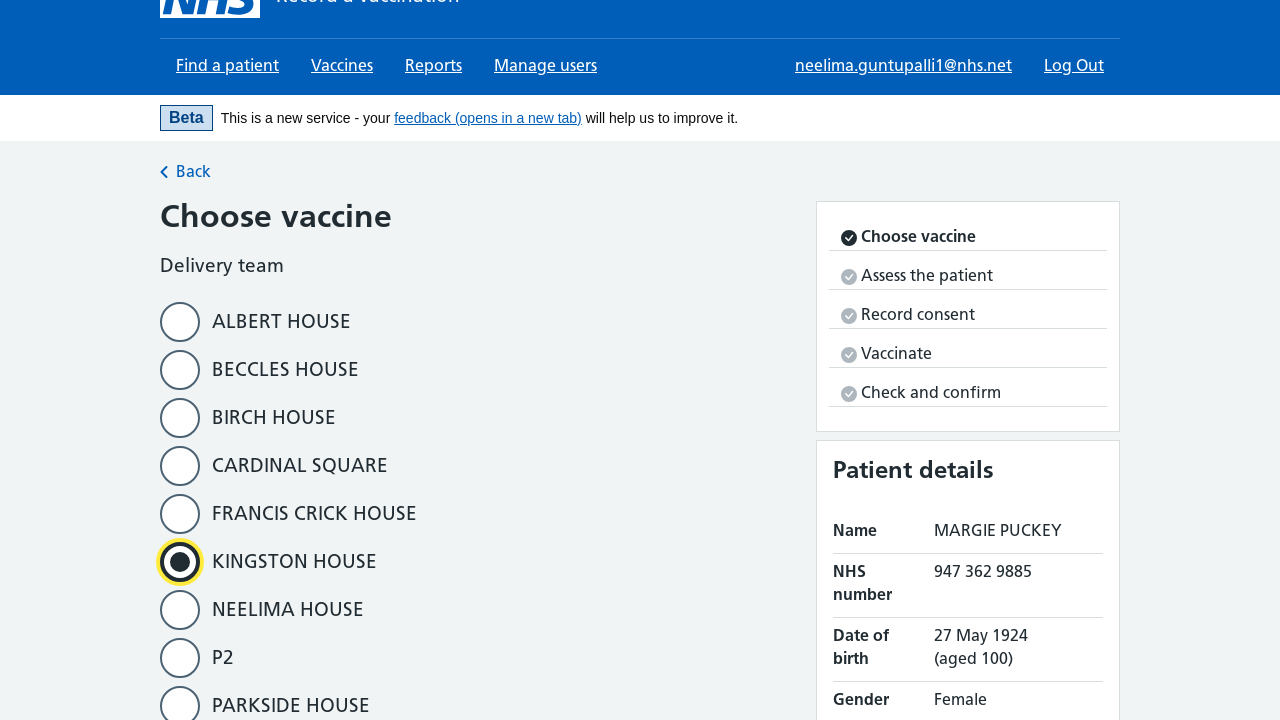 NHS Record a vaccination
Find a patient Vaccines Reports Manage users neelima.guntupalli1@nhs.net Log Out
Beta This is a new service - your feedback (opens in a new tab) will help us to improve it.
Back
Choose vaccine
Delivery team
ALBERT HOUSE
BECCLES HOUSE
BIRCH HOUSE
CARDINAL SQUARE
FRANCIS CRICK HOUSE
KINGSTON HOUSE
NEELIMA HOUSE
P2
PARKSIDE HOUSE
Choose vaccine
Assess the patient
Record consent
Vaccinate
Check and confirm
Patient details
Name MARGIE PUCKEY
NHS number 947 362 9885
Date of birth 27 May 1924 (aged 100)
Gender Female